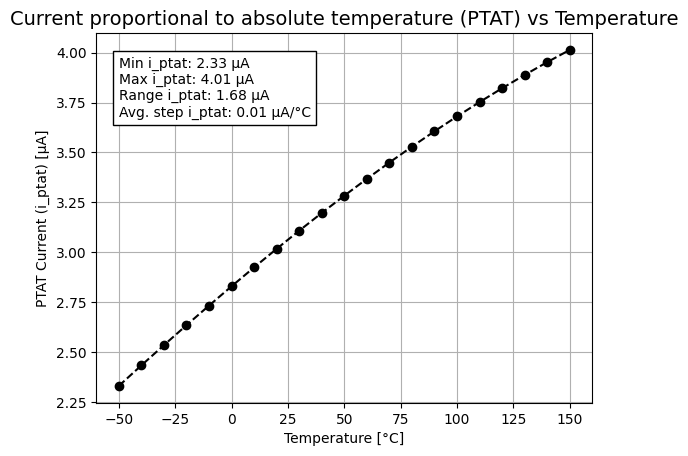 Current proportional to absolute temperature (PTAT) vs Temperature
4.00
3.75
3.50
3.25
3.00
2.75
2.50
2.25
PTAT Current (i_ptat) [µA]
Min i_ptat: 2.33 µA
Max i_ptat: 4.01 µA
Range i_ptat: 1.68 µA
Avg. step i_ptat: 0.01 µA/°C
−50 −25 0 25 50 75 100 125 150
Temperature [°C]